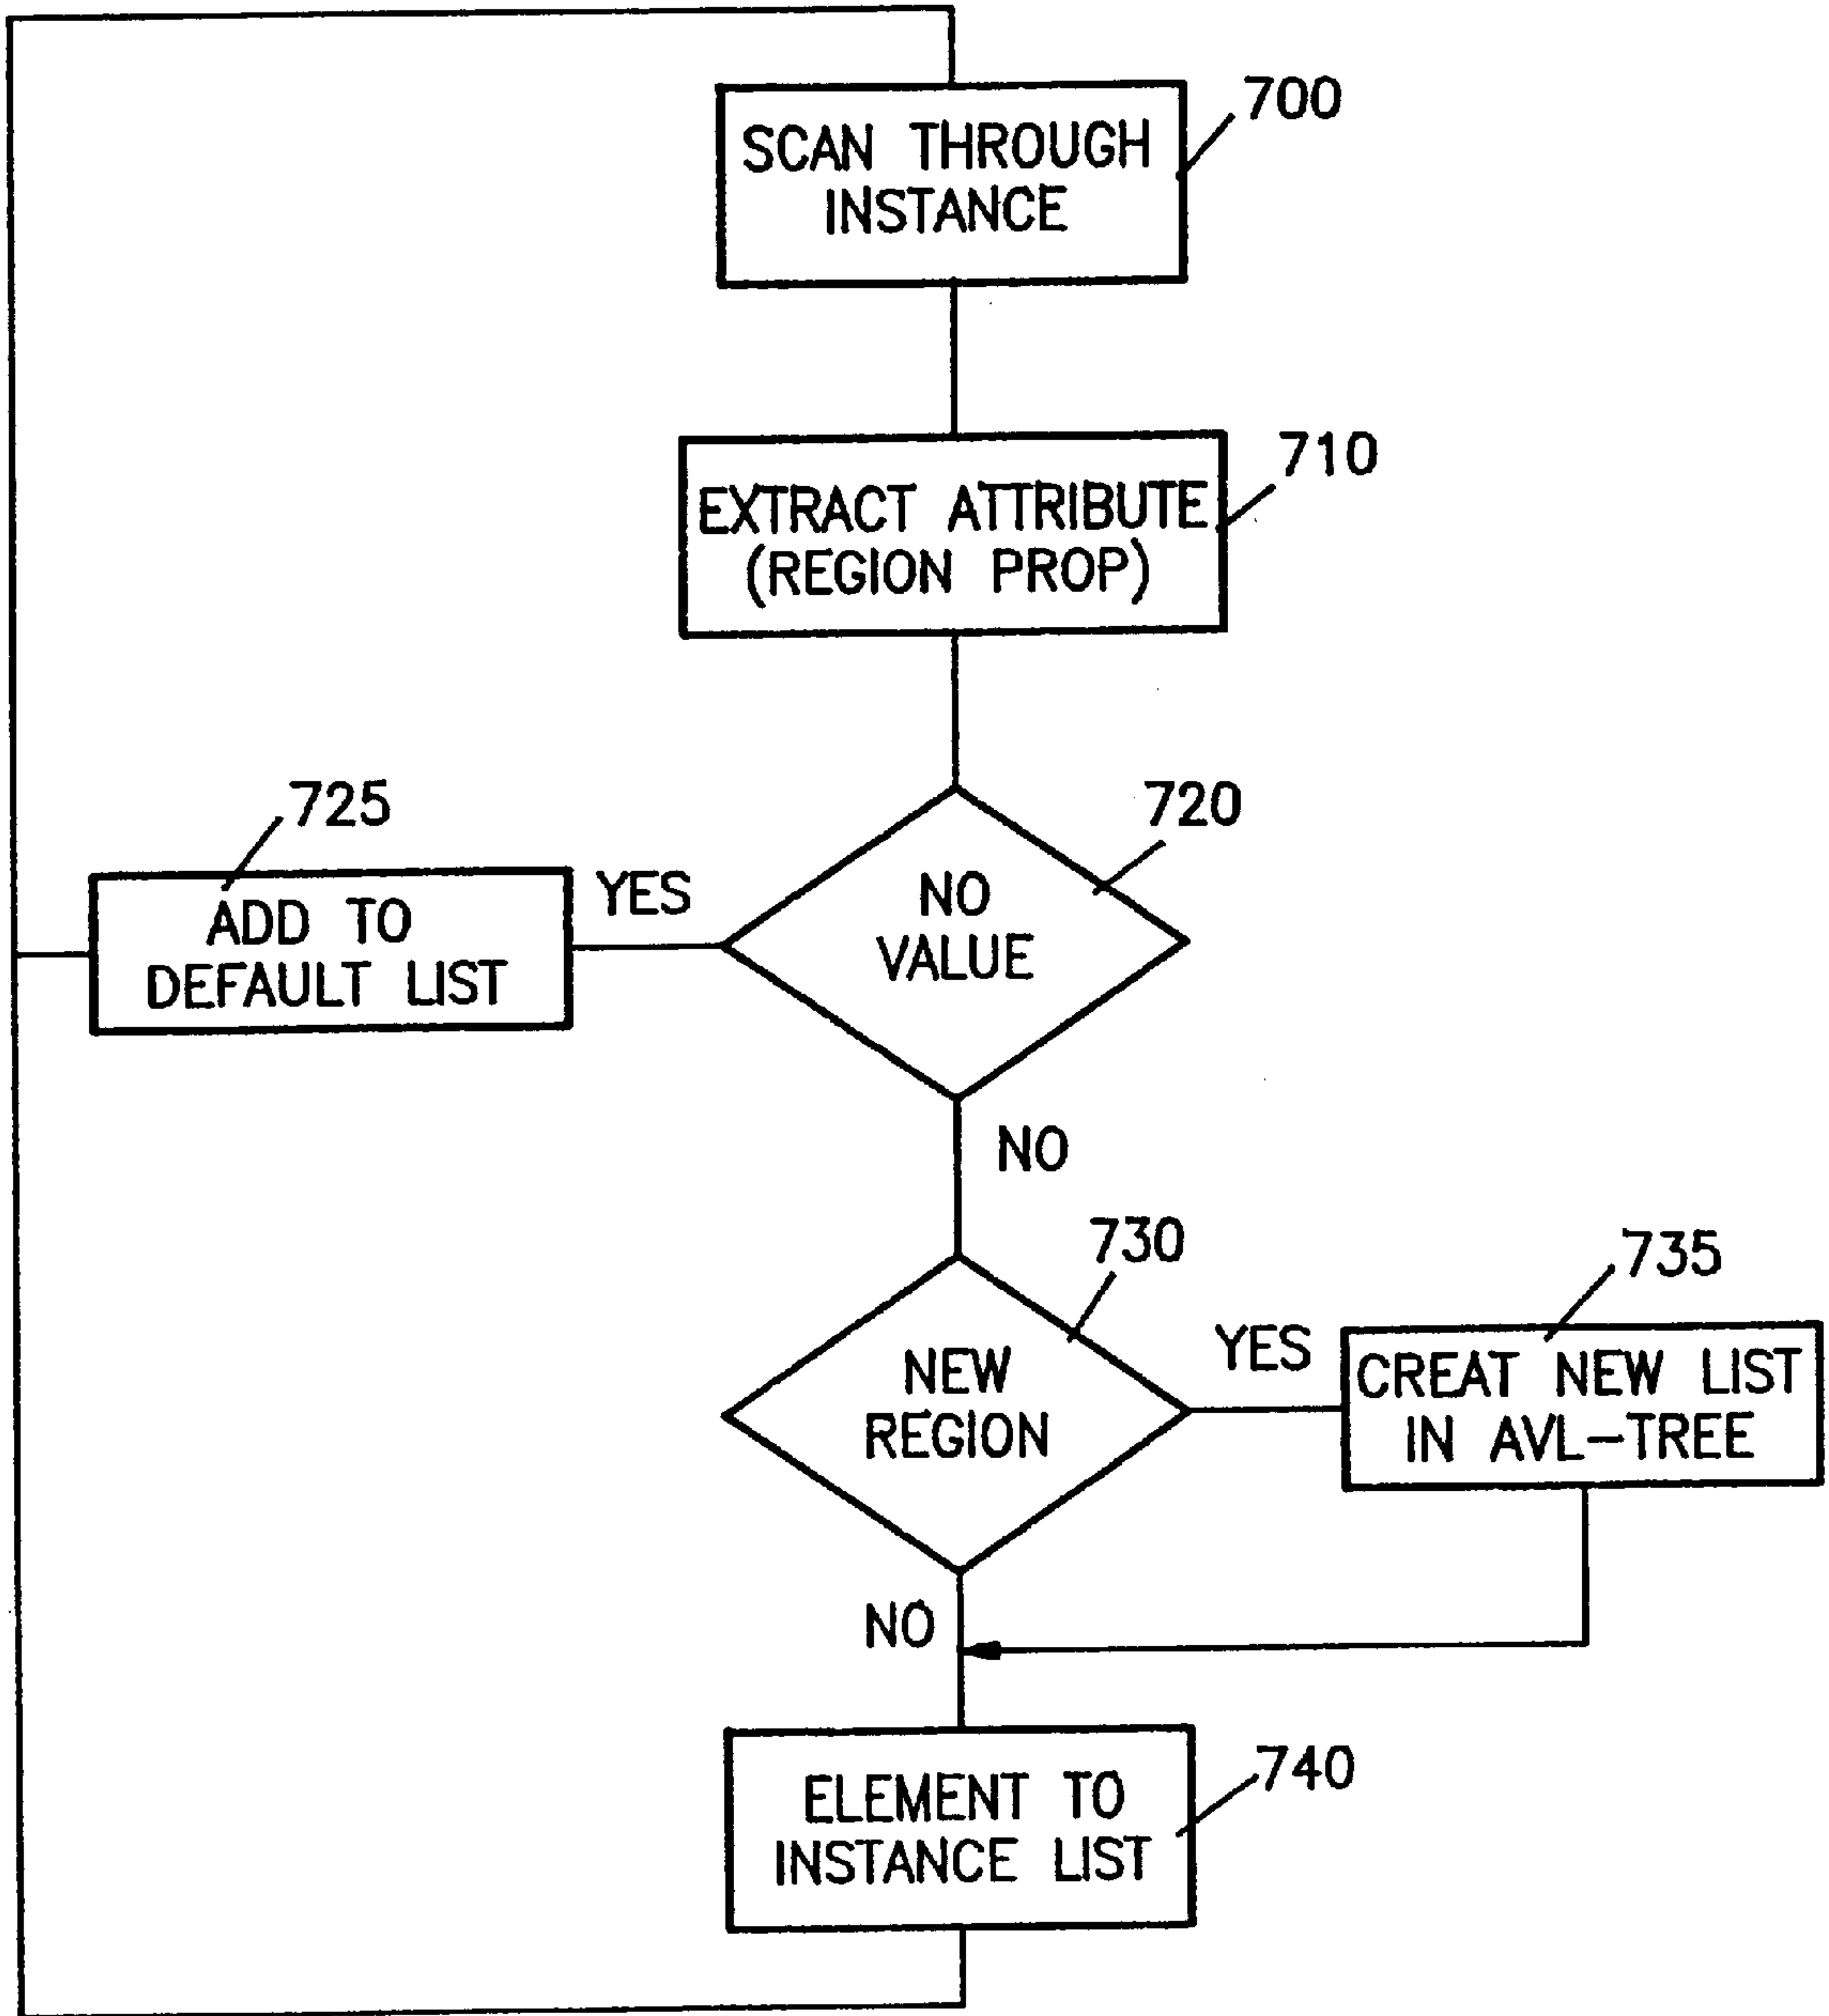 700
SCAN THROUGH
INSTANCE
710
EXTRACT ATTRIBUTE
(REGION PROP)
725
720
YES
ADD TO
DEFAULT LIST
NO
VALUE
NO
730
735
YES
NEW
REGION
CREAT NEW LIST
IN AVL-TREE
NO
740
ELEMENT TO
INSTANCE LIST